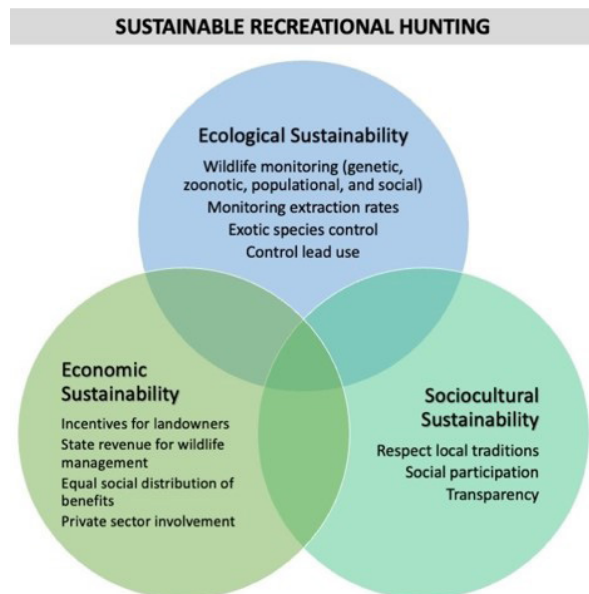 SUSTAINABLE RECREATIONAL HUNTING
Ecological Sustainability
Wildlife monitoring (genetic,
zoonotic, populational, and social)
Monitoring extraction rates
Exotic species control
Control lead use
Economic
Sustainability
Incentives for landowners
State revenue for wildlife
management
Equal social distribution of
benefits
Private sector involvement
Sociocultural
Sustainability
Respect local traditions
Social participation
Transparency